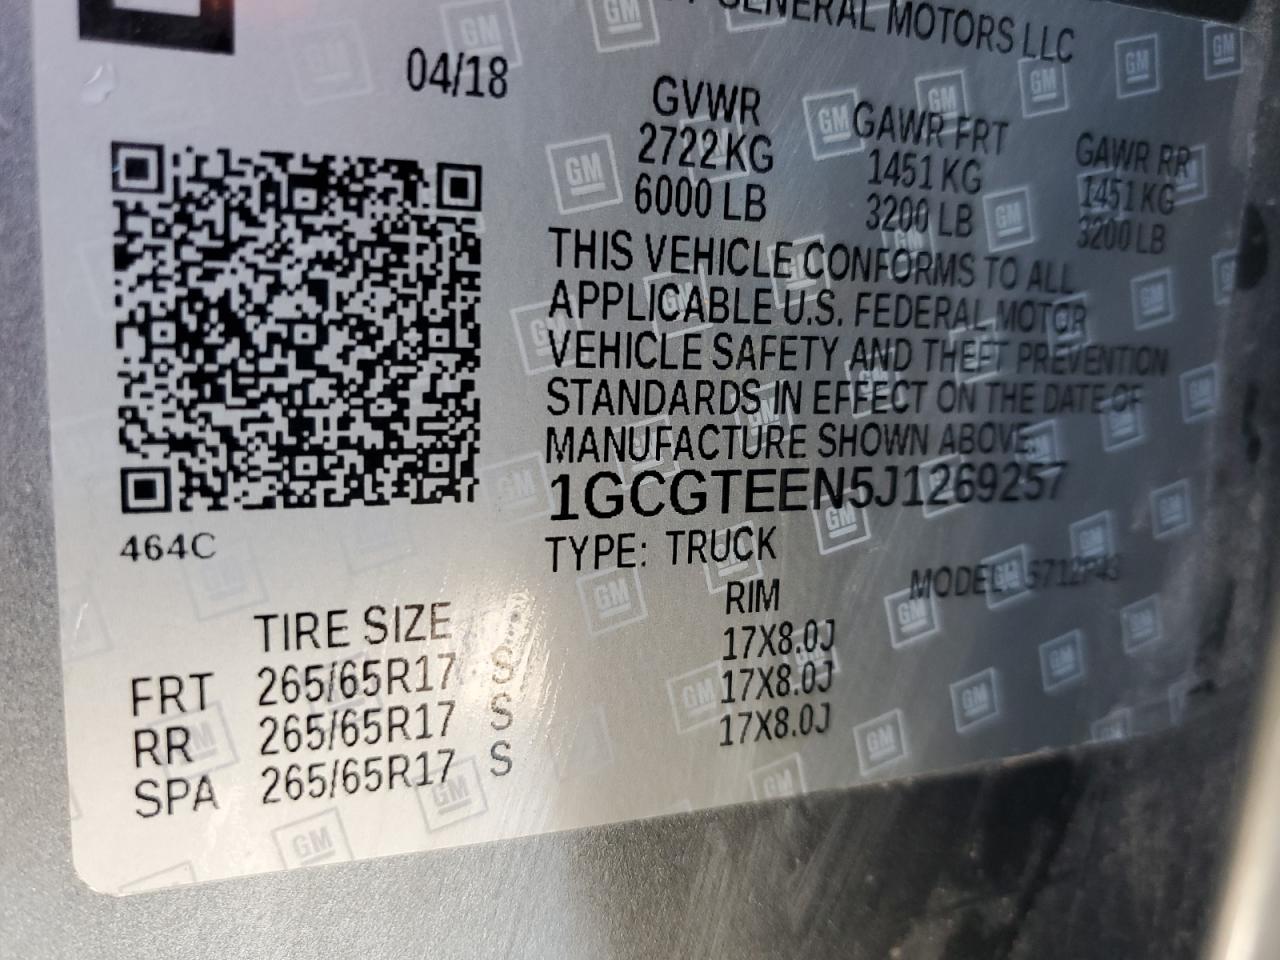 GENERAL MOTORS LLC
04/18
GVWR GAWR FRT GAWR RR
2722 KG 1451 KG 1451 KG
6000 LB 3200 LB 3200 LB
THIS VEHICLE CONFORMS TO ALL
APPLICABLE U.S. FEDERAL MOTOR
VEHICLE SAFETY AND THEFT PREVENTION
STANDARDS IN EFFECT ON THE DATE OF
MANUFACTURE SHOWN ABOVE.
1GCGTEEN5J1269257
464C
TYPE: TRUCK MODEL:
TIRE SIZE RIM
FRT 265/65R17 S 17X8.0J
RR 265/65R17 S 17X8.0J
SPA 265/65R17 S 17X8.0J